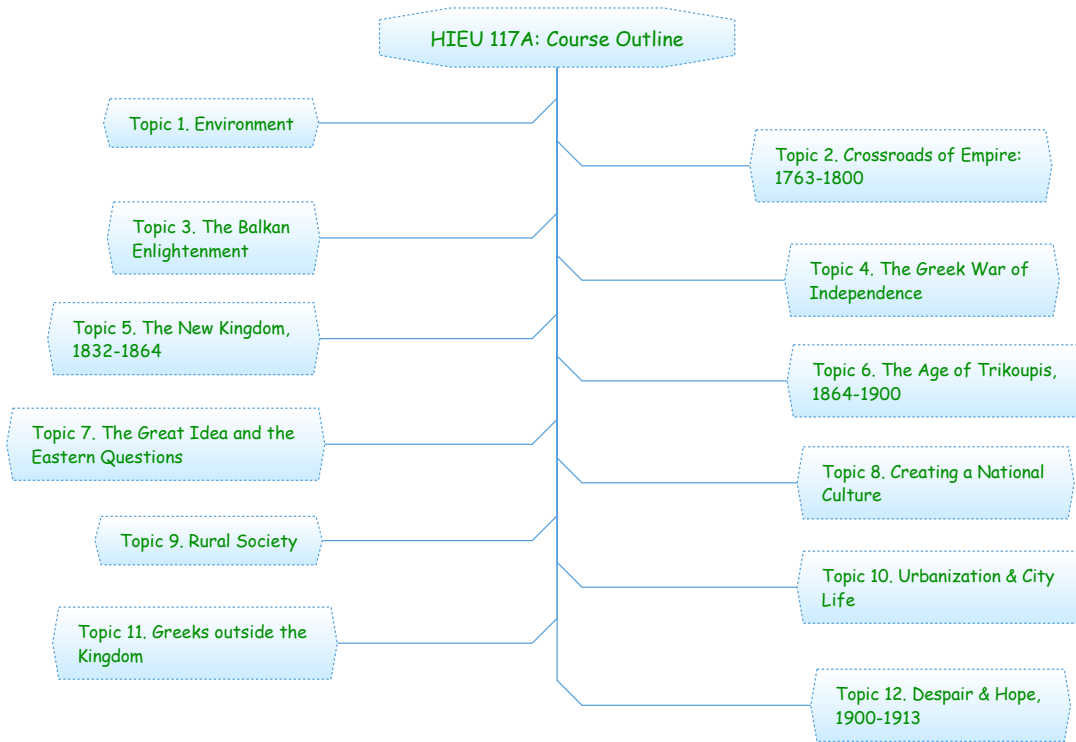 HIEU 117A: Course Outline
Topic 1. Environment
Topic 2. Crossroads of Empire:
1763-1800
Topic 3. The Balkan
Enlightenment
Topic 4. The Greek War of
Independence
Topic 5. The New Kingdom,
1832-1864
Topic 6. The Age of Trikoupis,
1864-1900
Topic 7. The Great Idea and the
Eastern Questions
Topic 8. Creating a National
Culture
Topic 9. Rural Society
Topic 10. Urbanization & City
Life
Topic 11. Greeks outside the
Kingdom
Topic 12. Despair & Hope,
1900-1913